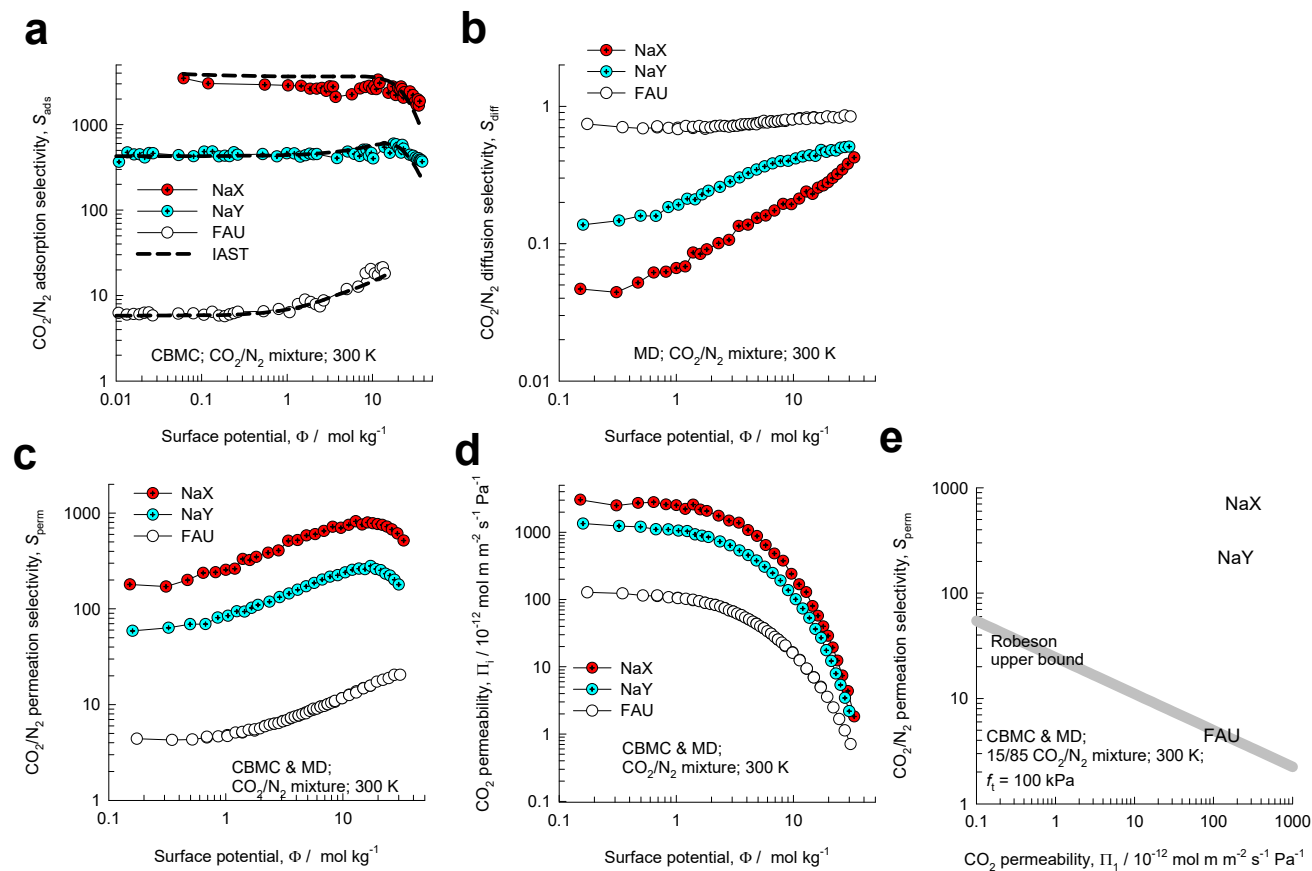 a
CO₂/N₂ adsorption selectivity, S_ads
1000
100
10
1
NaX
NaY
FAU
IAST
CBMC; CO₂/N₂ mixture; 300 K
0.01
0.1
1
10
Surface potential, Φ / mol kg⁻¹
b
NaX
NaY
FAU
CO₂/N₂ diffusion selectivity, S_diff
1
0.1
0.01
MD; CO₂/N₂ mixture; 300 K
0.1
1
10
Surface potential, Φ / mol kg⁻¹
c
CO₂/N₂ permeation selectivity, S_perm
1000
100
10
1
NaX
NaY
FAU
CBMC & MD;
CO₂/N₂ mixture; 300 K
0.1
1
10
Surface potential, Φ / mol kg⁻¹
d
CO₂ permeability, Πᵢ / 10⁻¹² mol m m⁻² s⁻¹ Pa⁻¹
1000
100
10
1
0.1
NaX
NaY
FAU
CBMC & MD;
CO₂/N₂ mixture; 300 K
0.1
1
10
Surface potential, Φ / mol kg⁻¹
e
CO₂/N₂ permeation selectivity, S_perm
1000
100
10
1
NaX
NaY
Robeson
upper bound
FAU
CBMC & MD;
15/85 CO₂/N₂ mixture; 300 K;
f_t = 100 kPa
0.1
1
10
100
1000
CO₂ permeability, Π₁ / 10⁻¹² mol m m⁻² s⁻¹ Pa⁻¹